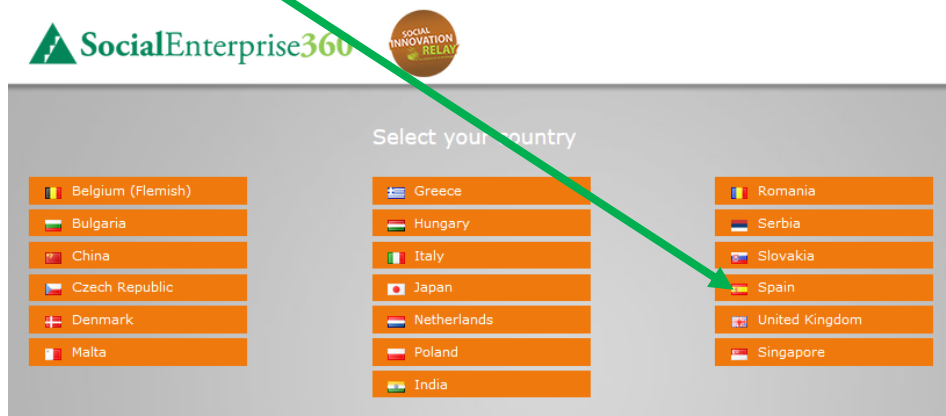 SocialEnterprise360
SOCIAL
INNOVATION
RELAY
Select your country
Belgium (Flemish)
Bulgaria
China
Czech Republic
Denmark
Malta
Greece
Hungary
Italy
Japan
Netherlands
Poland
India
Romania
Serbia
Slovakia
Spain
United Kingdom
Singapore